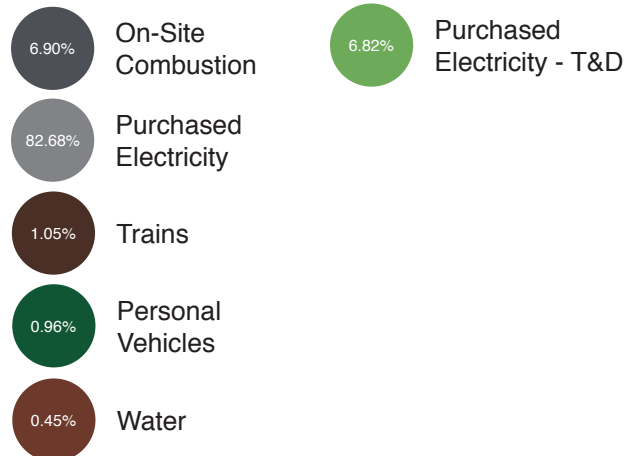 6.90%
On-Site
Combustion
82.68%
Purchased
Electricity
1.05%
Trains
0.96%
Personal
Vehicles
0.45%
Water
6.82%
Purchased
Electricity - T&D